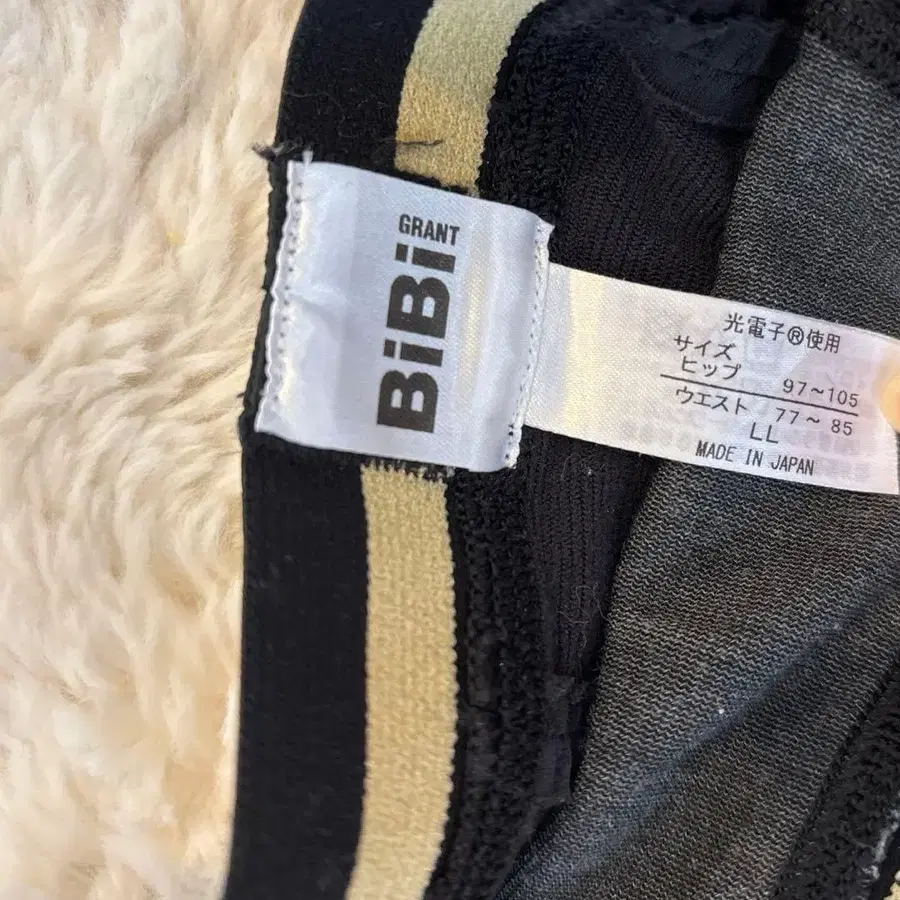 GRANT
BiBi
光電子®使用
サイズ
ヒップ 97～105
ウエスト 77～85
LL
MADE IN JAPAN